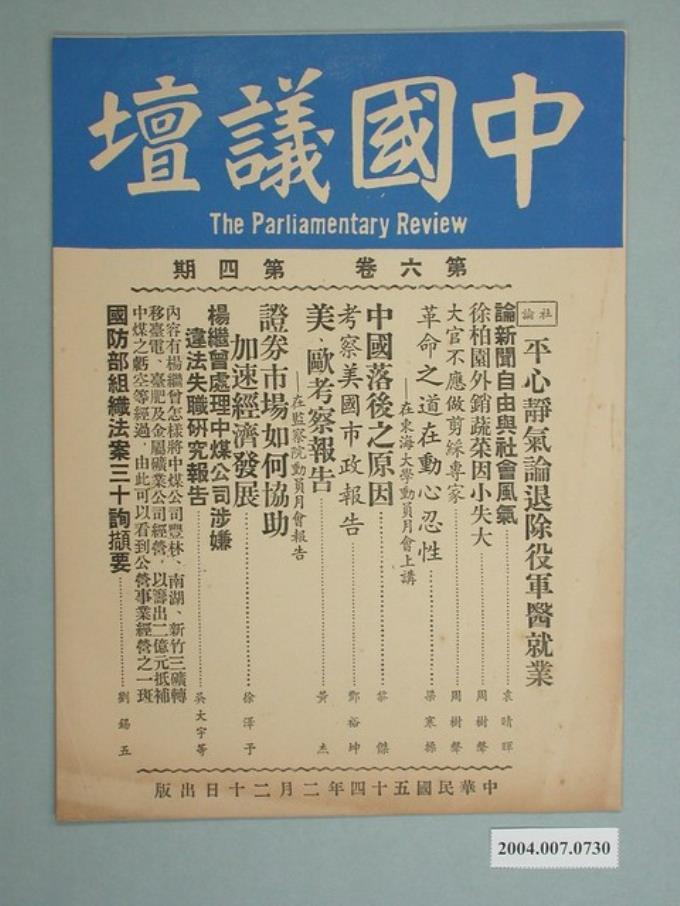 中國議壇
The Parliamentary Review
第六卷　第四期
社論
平心靜氣論退除役軍醫就業
論新聞自由與社會風氣………袁晴暉
徐柏園外銷蔬菜因小失大………周樹聲
大官不應做剪綵專家………周樹聲
革命之道在動心忍性………梁寒操
——在東海大學動員月會上講
中國落後之原因………黎　傑
考察美國市政報告………鄭裕坤
美、歐考察報告………黃　杰
——在監察院動員月會報告
證券市場如何協助
加速經濟發展………徐澤予
楊繼曾處理中煤公司涉嫌
違法失職研究報告………吳大宇等
內容有楊繼曾怎樣將中煤公司豐林、南湖、新竹三礦轉
移臺電、臺肥及金屬礦業公司經營，以籌出二億元抵補
中煤之虧空等經過，由此可以看到公營事業經營之一斑
國防部組織法案三十詢擷要………劉錫五
中華民國五十四年二月二十日出版
2004.007.0730